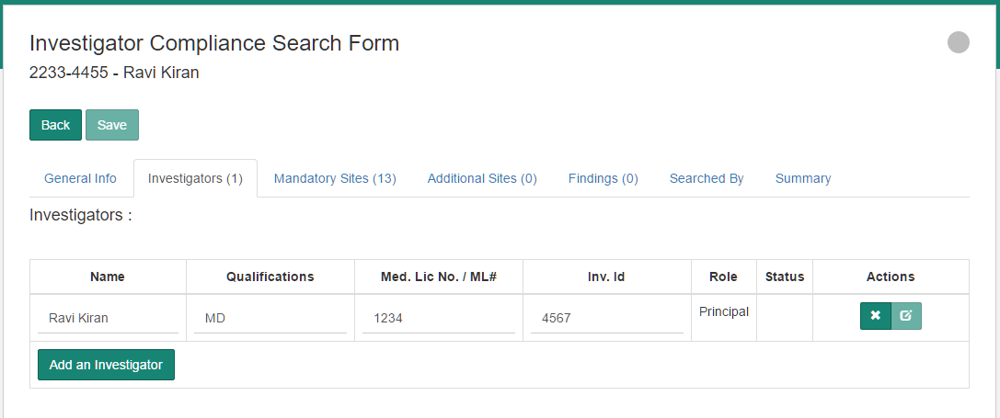 Investigator Compliance Search Form
2233-4455 - Ravi Kiran
Back Save
General Info Investigators (1) Mandatory Sites (13) Additional Sites (0) Findings (0) Searched By Summary
Investigators :
Name Qualifications Med. Lic No. / ML# Inv. Id Role Status Actions
Ravi Kiran MD 1234 4567 Principal
Add an Investigator